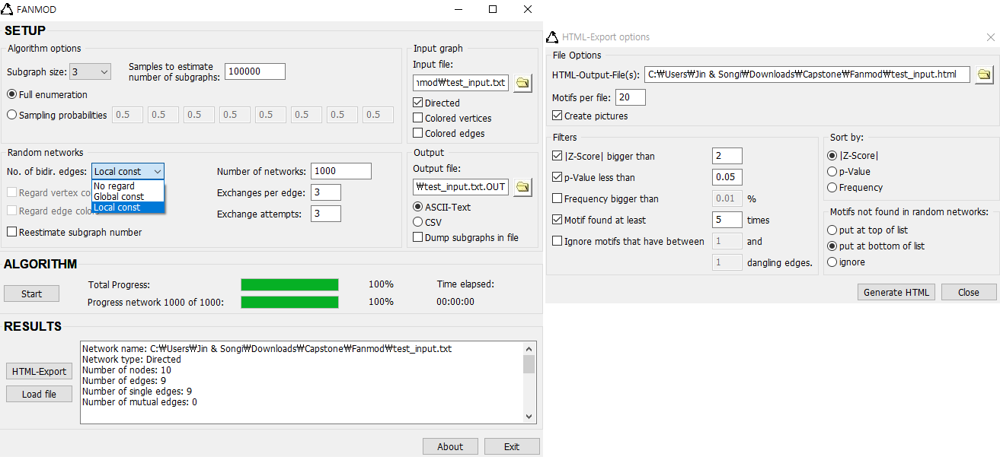 FANMOD
SETUP
Algorithm options
Subgraph size: 3
Samples to estimate
number of subgraphs: 100000
Full enumeration
Sampling probabilities 0.5 0.5 0.5 0.5 0.5 0.5 0.5 0.5
Input graph
Input file:
nmod₩test_input.txt
Directed
Colored vertices
Colored edges
Random networks
No. of bidir. edges: Local const
No regard
Global const
Local const
Regard vertex co
Regard edge colors
Reestimate subgraph number
Number of networks: 1000
Exchanges per edge: 3
Exchange attempts: 3
Output
Output file:
₩test_input.txt.OUT
ASCII-Text
CSV
Dump subgraphs in file
ALGORITHM
Start
Total Progress: 100% Time elapsed:
Progress network 1000 of 1000: 100% 00:00:00
RESULTS
HTML-Export
Load file
Network name: C:₩Users₩Jin & Songi₩Downloads₩Capstone₩Fanmod₩test_input.txt
Network type: Directed
Number of nodes: 10
Number of edges: 9
Number of single edges: 9
Number of mutual edges: 0
About Exit
HTML-Export options
File Options
HTML-Output-File(s): C:₩Users₩Jin & Songi₩Downloads₩Capstone₩Fanmod₩test_input.html
Motifs per file: 20
Create pictures
Filters
|Z-Score| bigger than 2
p-Value less than 0.05
Frequency bigger than 0.01 %
Motif found at least 5 times
Ignore motifs that have between 1 and
1 dangling edges.
Sort by:
|Z-Score|
p-Value
Frequency
Motifs not found in random networks:
put at top of list
put at bottom of list
ignore
Generate HTML Close